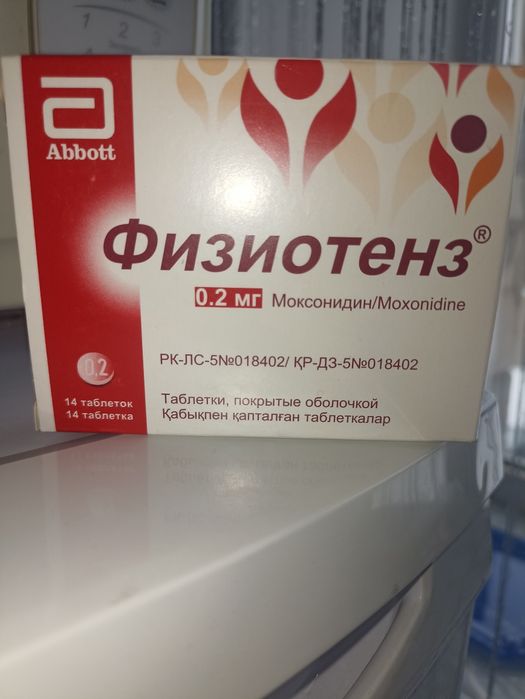 Abbott
Физиотенз®
0.2 мг Моксонидин/Moxonidine
РК-ЛС-5№018402/ ҚР-ДЗ-5№018402
0,2
14 таблеток
14 таблетка
Таблетки, покрытые оболочкой
Қабықпен қапталған таблеткалар